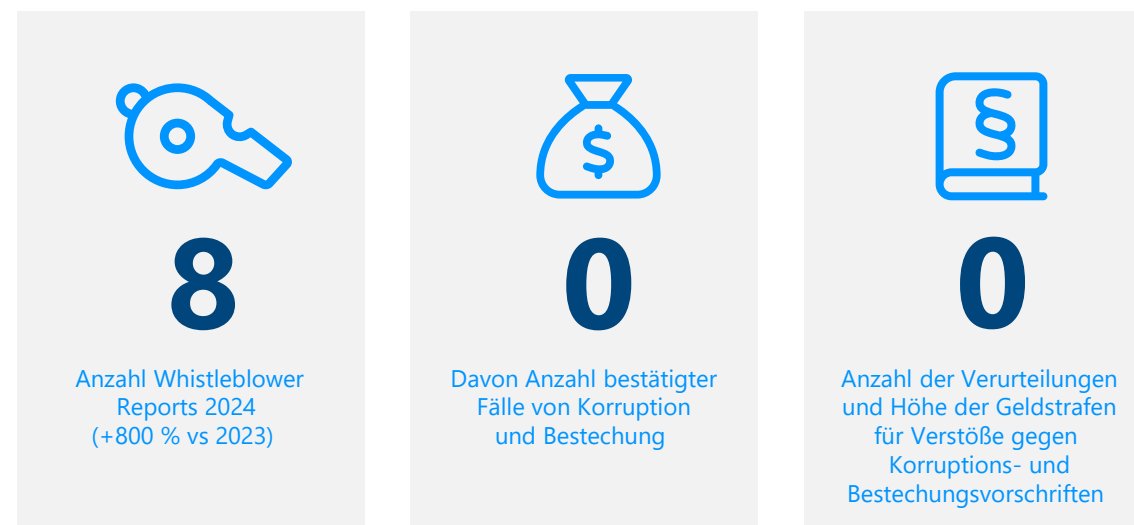 8
Anzahl Whistleblower
Reports 2024
(+800 % vs 2023)
$
0
Davon Anzahl bestätigter
Fälle von Korruption
und Bestechung
§
0
Anzahl der Verurteilungen
und Höhe der Geldstrafen
für Verstöße gegen
Korruptions- und
Bestechungsvorschriften